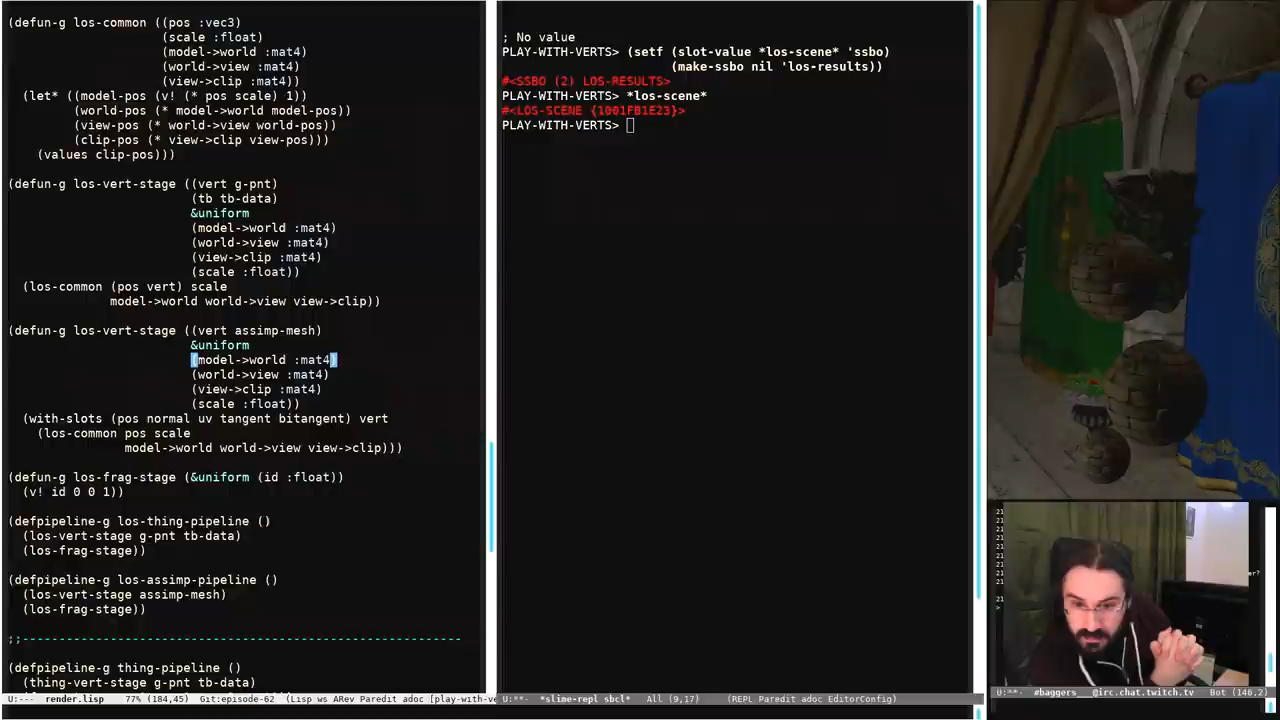 (defun-g los-common ((pos :vec3)
(scale :float)
(model->world :mat4)
(world->view :mat4)
(view->clip :mat4))
(let* ((model-pos (v! (* pos scale) 1))
(world-pos (* model->world model-pos))
(view-pos (* world->view world-pos))
(clip-pos (* view->clip view-pos)))
(values clip-pos)))
(defun-g los-vert-stage ((vert g-pnt)
(tb tb-data)
&uniform
(model->world :mat4)
(world->view :mat4)
(view->clip :mat4)
(scale :float))
(los-common (pos vert) scale
model->world world->view view->clip))
(defun-g los-vert-stage ((vert assimp-mesh)
&uniform
(model->world :mat4)
(world->view :mat4)
(view->clip :mat4)
(scale :float))
(with-slots (pos normal uv tangent bitangent) vert
(los-common pos scale
model->world world->view view->clip)))
(defun-g los-frag-stage (&uniform (id :float))
(v! id 0 0 1))
(defpipeline-g los-thing-pipeline ()
(los-vert-stage g-pnt tb-data)
(los-frag-stage))
(defpipeline-g los-assimp-pipeline ()
(los-vert-stage assimp-mesh)
(los-frag-stage))
;;------------------------------------------------------------
(defpipeline-g thing-pipeline ()
(thing-vert-stage g-pnt tb-data)
U:--- render.lisp 77% (184,45) Git:episode-62 (Lisp ws ARev Paredit adoc [play-with-ve
; No value
PLAY-WITH-VERTS> (setf (slot-value *los-scene* 'ssbo)
(make-ssbo nil 'los-results))
#<SSBO (2) LOS-RESULTS>
PLAY-WITH-VERTS> *los-scene*
#<LOS-SCENE {1001FB1E23}>
PLAY-WITH-VERTS>
U:**- *slime-repl sbcl* All (9,17) (REPL Paredit adoc EditorConfig)
21
21
21
21
21
21
21
21
>
er?
U:**- #baggers @irc.chat.twitch.tv Bot (146,2)